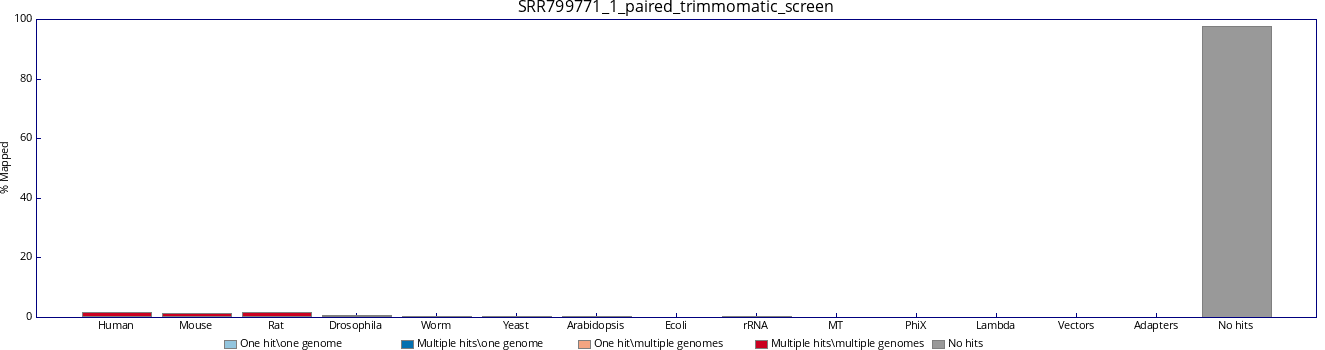 SRR799771_1_paired_trimmomatic_screen
% Mapped
100
80
60
40
20
0
Human Mouse Rat Drosophila Worm Yeast Arabidopsis Ecoli rRNA MT PhiX Lambda Vectors Adapters No hits
One hit\one genome Multiple hits\one genome One hit\multiple genomes Multiple hits\multiple genomes No hits